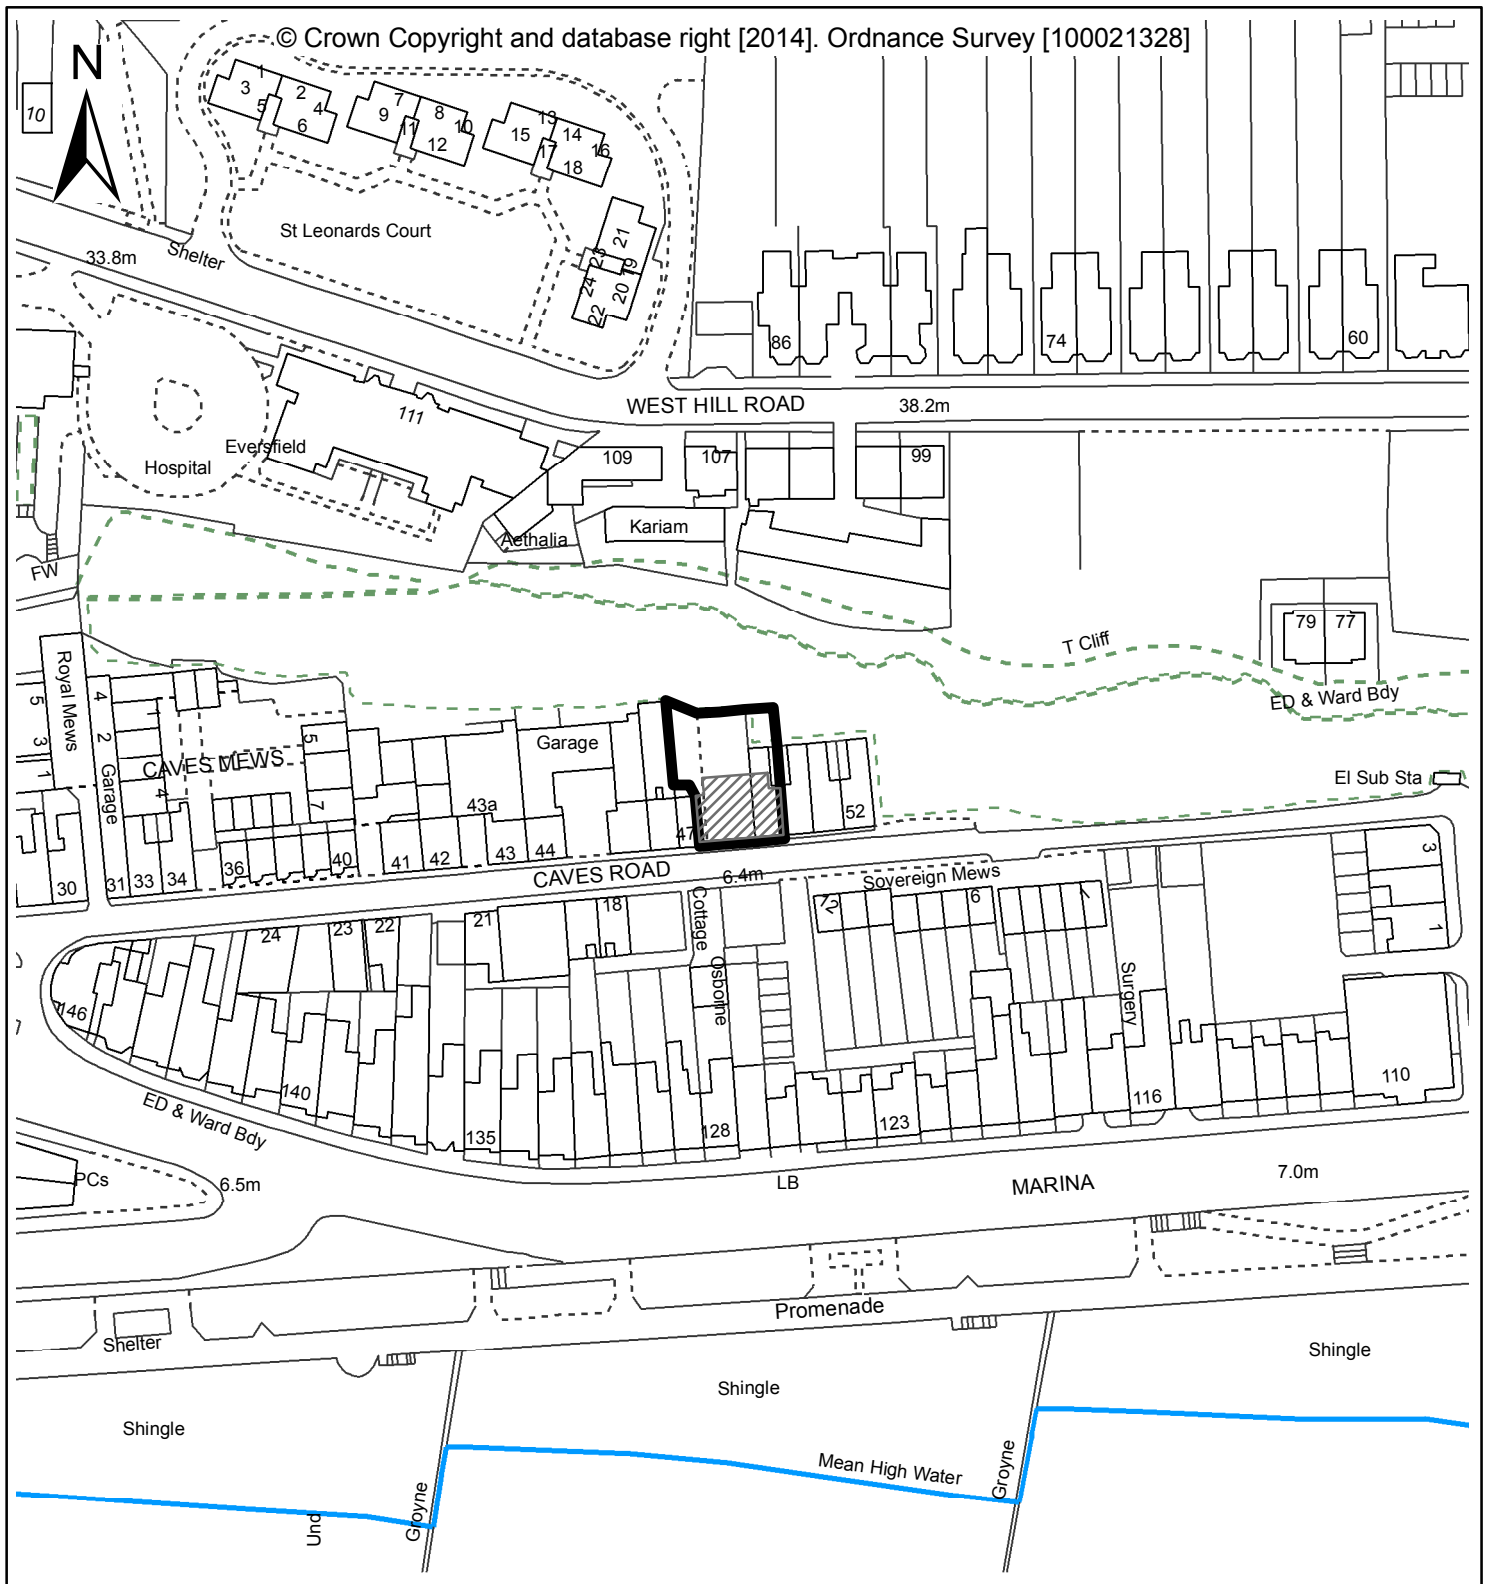 © Crown Copyright and database right [2014]. Ordnance Survey [100021328]
N
10
1
3
5
2
4
6
7
9
11
8
10
12
13
15
17
14
16
18
St Leonards Court
21
23
19
24
20
22
33.8m
Shelter
86
74
60
111
WEST HILL ROAD
38.2m
Eversfield
Hospital
109
107
99
Kariam
Aethalia
FW
T Cliff
79
77
ED & Ward Bdy
Royal Mews
5
3
1
4
2
Garage
1
4
CAVES MEWS
5
7
Garage
43a
El Sub Sta
47
52
30
31
33
34
36
40
41
42
43
44
CAVES ROAD
6.4m
Sovereign Mews
12
6
1
3
1
24
23
22
21
18
Cottage
Osborne
Surgery
146
140
135
128
123
116
110
ED & Ward Bdy
PCs
6.5m
LB
MARINA
7.0m
Promenade
Shelter
Shingle
Shingle
Shingle
Mean High Water
Groyne
Groyne
Und